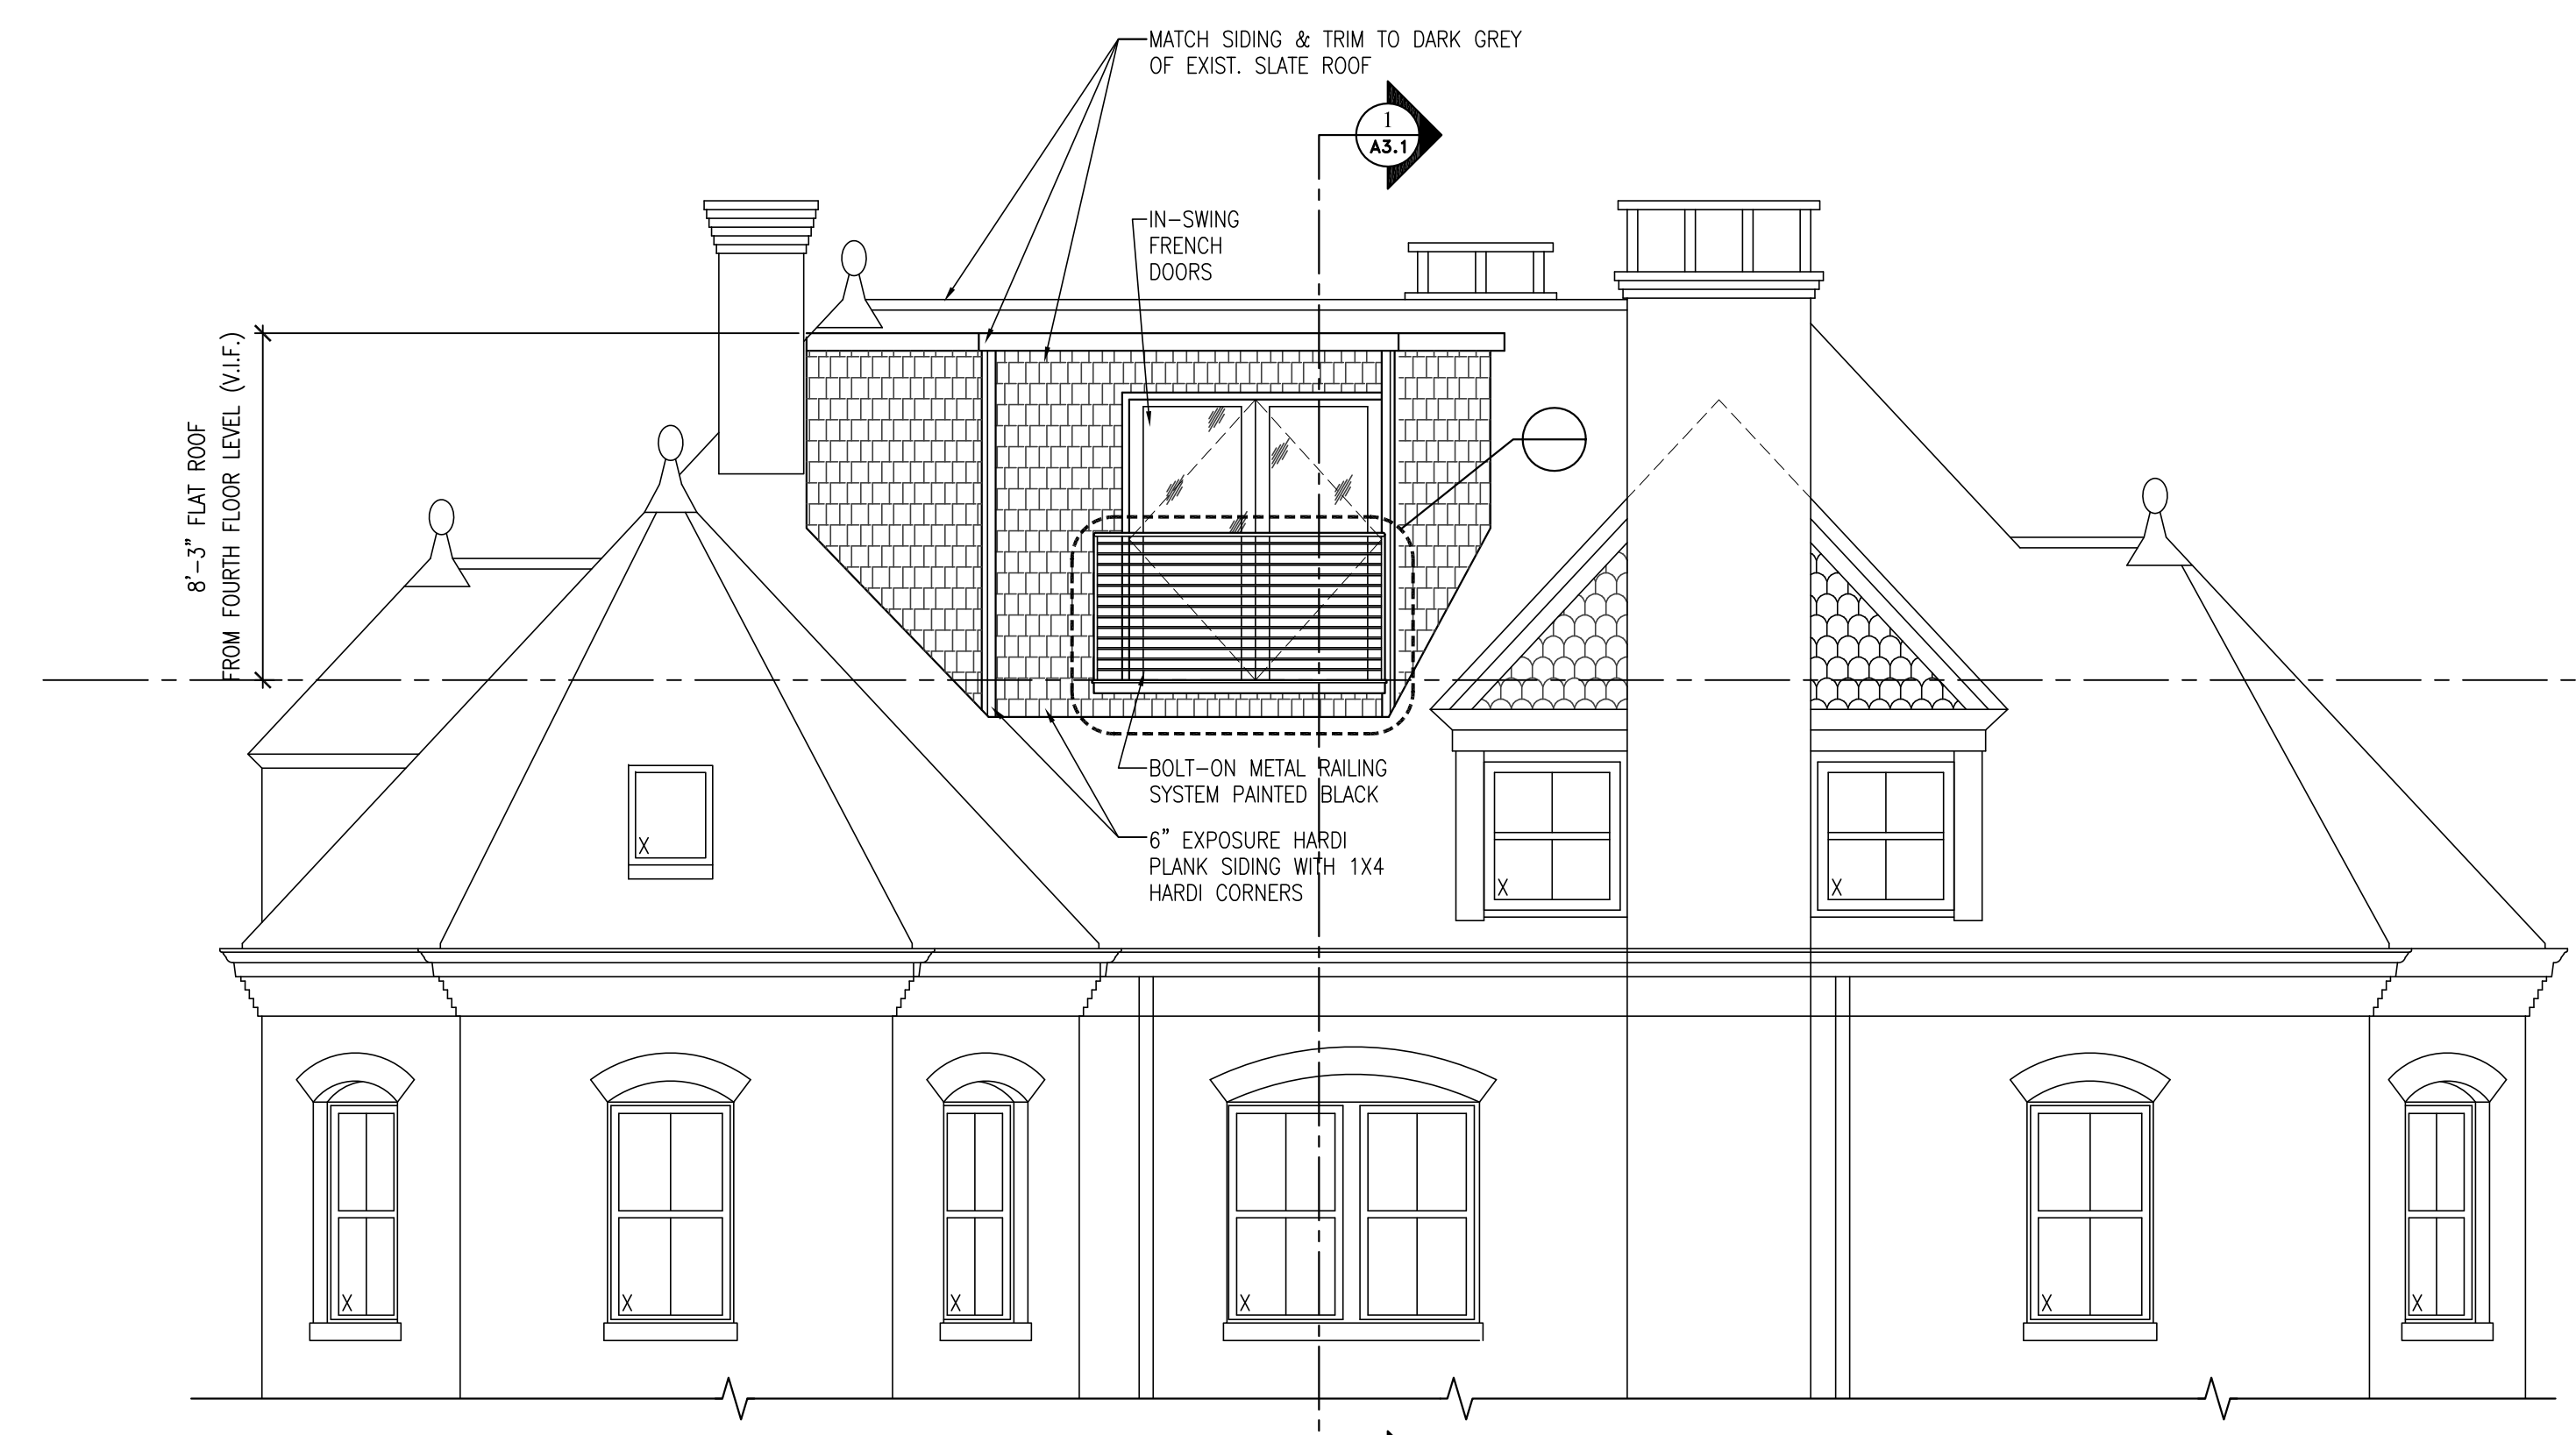 MATCH SIDING & TRIM TO DARK GREY
OF EXIST. SLATE ROOF
1
A3.1
IN-SWING
FRENCH
DOORS
8'-3" FLAT ROOF
FROM FOURTH FLOOR LEVEL (V.I.F.)
BOLT-ON METAL RAILING
SYSTEM PAINTED BLACK
6" EXPOSURE HARDI
PLANK SIDING WITH 1X4
HARDI CORNERS
X
X
X
X
X
X
X
X
X